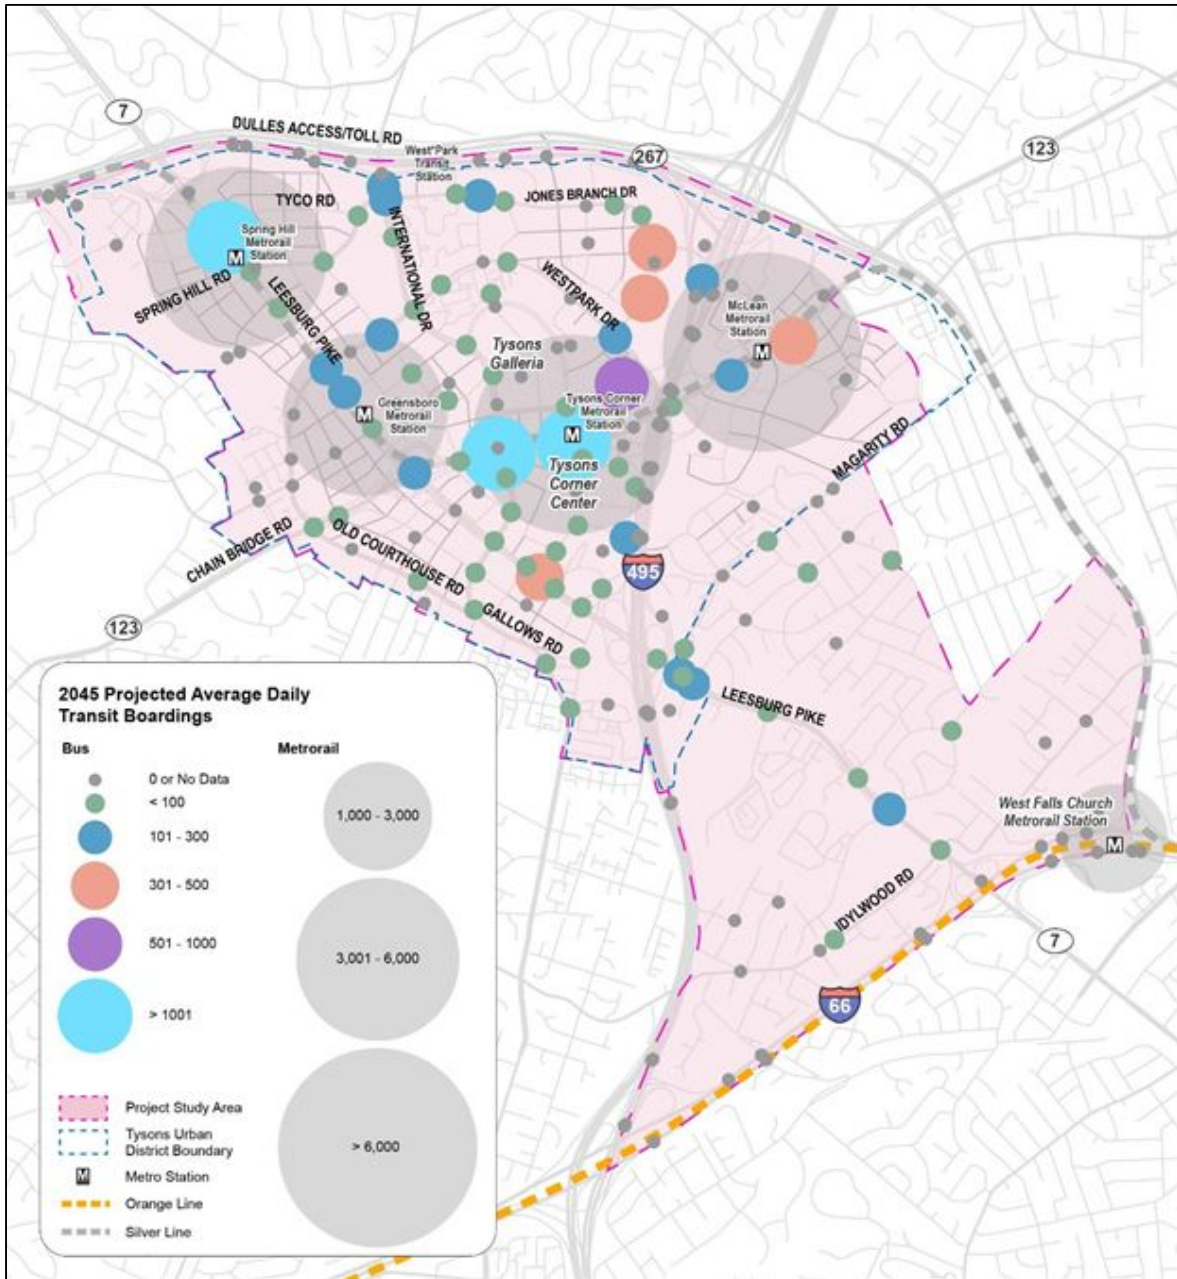 7
DULLES ACCESS/TOLL RD
West*Park
Transit
Station
267
123
TYCO RD
JONES BRANCH DR
INTERNATIONAL DR
Spring Hill
Metrorail
Station
M
SPRING HILL RD
LEESBURG PIKE
WESTPARK DR
McLean
Metrorail
Station
M
Tysons
Galleria
Greensboro
Metrorail
Station
M
Tysons Corner
Metrorail
Station
M
Tysons
Corner
Center
MAGARITY RD
CHAIN BRIDGE RD
OLD COURTHOUSE RD
495
GALLOWS RD
123
LEESBURG PIKE
West Falls Church
Metrorail Station
M
IDYLWOOD RD
7
66
2045 Projected Average Daily
Transit Boardings
Bus
Metrorail
0 or No Data
< 100
101 - 300
301 - 500
501 - 1000
> 1001
1,000 - 3,000
3,001 - 6,000
> 6,000
Project Study Area
Tysons Urban
District Boundary
M Metro Station
Orange Line
Silver Line